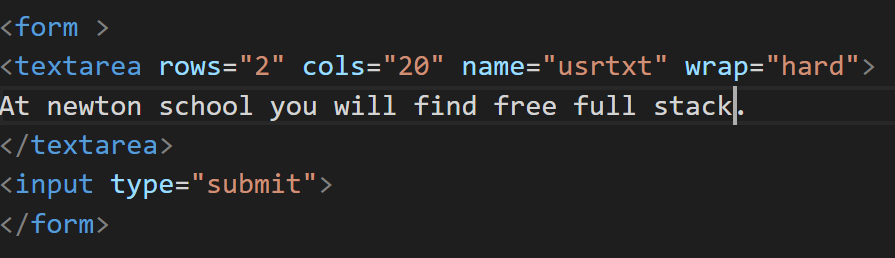 <form >
<textarea rows="2" cols="20" name="usrtxt" wrap="hard">
At newton school you will find free full stack.
</textarea>
<input type="submit">
</form>